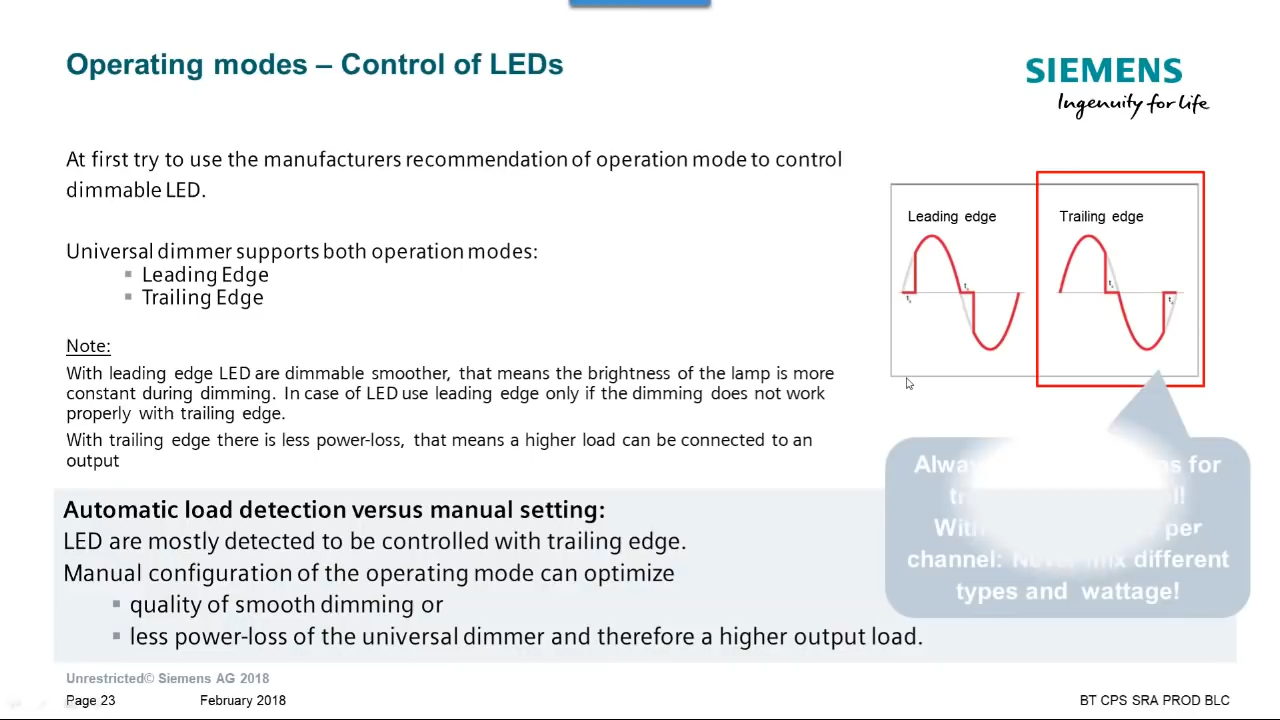 Operating modes – Control of LEDs
SIEMENS
Ingenuity for life
At first try to use the manufacturers recommendation of operation mode to control
dimmable LED.
Universal dimmer supports both operation modes:
Leading Edge
Trailing Edge
Note:
With leading edge LED are dimmable smoother, that means the brightness of the lamp is more
constant during dimming. In case of LED use leading edge only if the dimming does not work
properly with trailing edge.
With trailing edge there is less power-loss, that means a higher load can be connected to an
output
Leading edge
Trailing edge
for
per
channel: different
types and wattage!
Automatic load detection versus manual setting:
LED are mostly detected to be controlled with trailing edge.
Manual configuration of the operating mode can optimize
quality of smooth dimming or
less power-loss of the universal dimmer and therefore a higher output load.
Unrestricted© Siemens AG 2018
Page 23
February 2018
BT CPS SRA PROD BLC